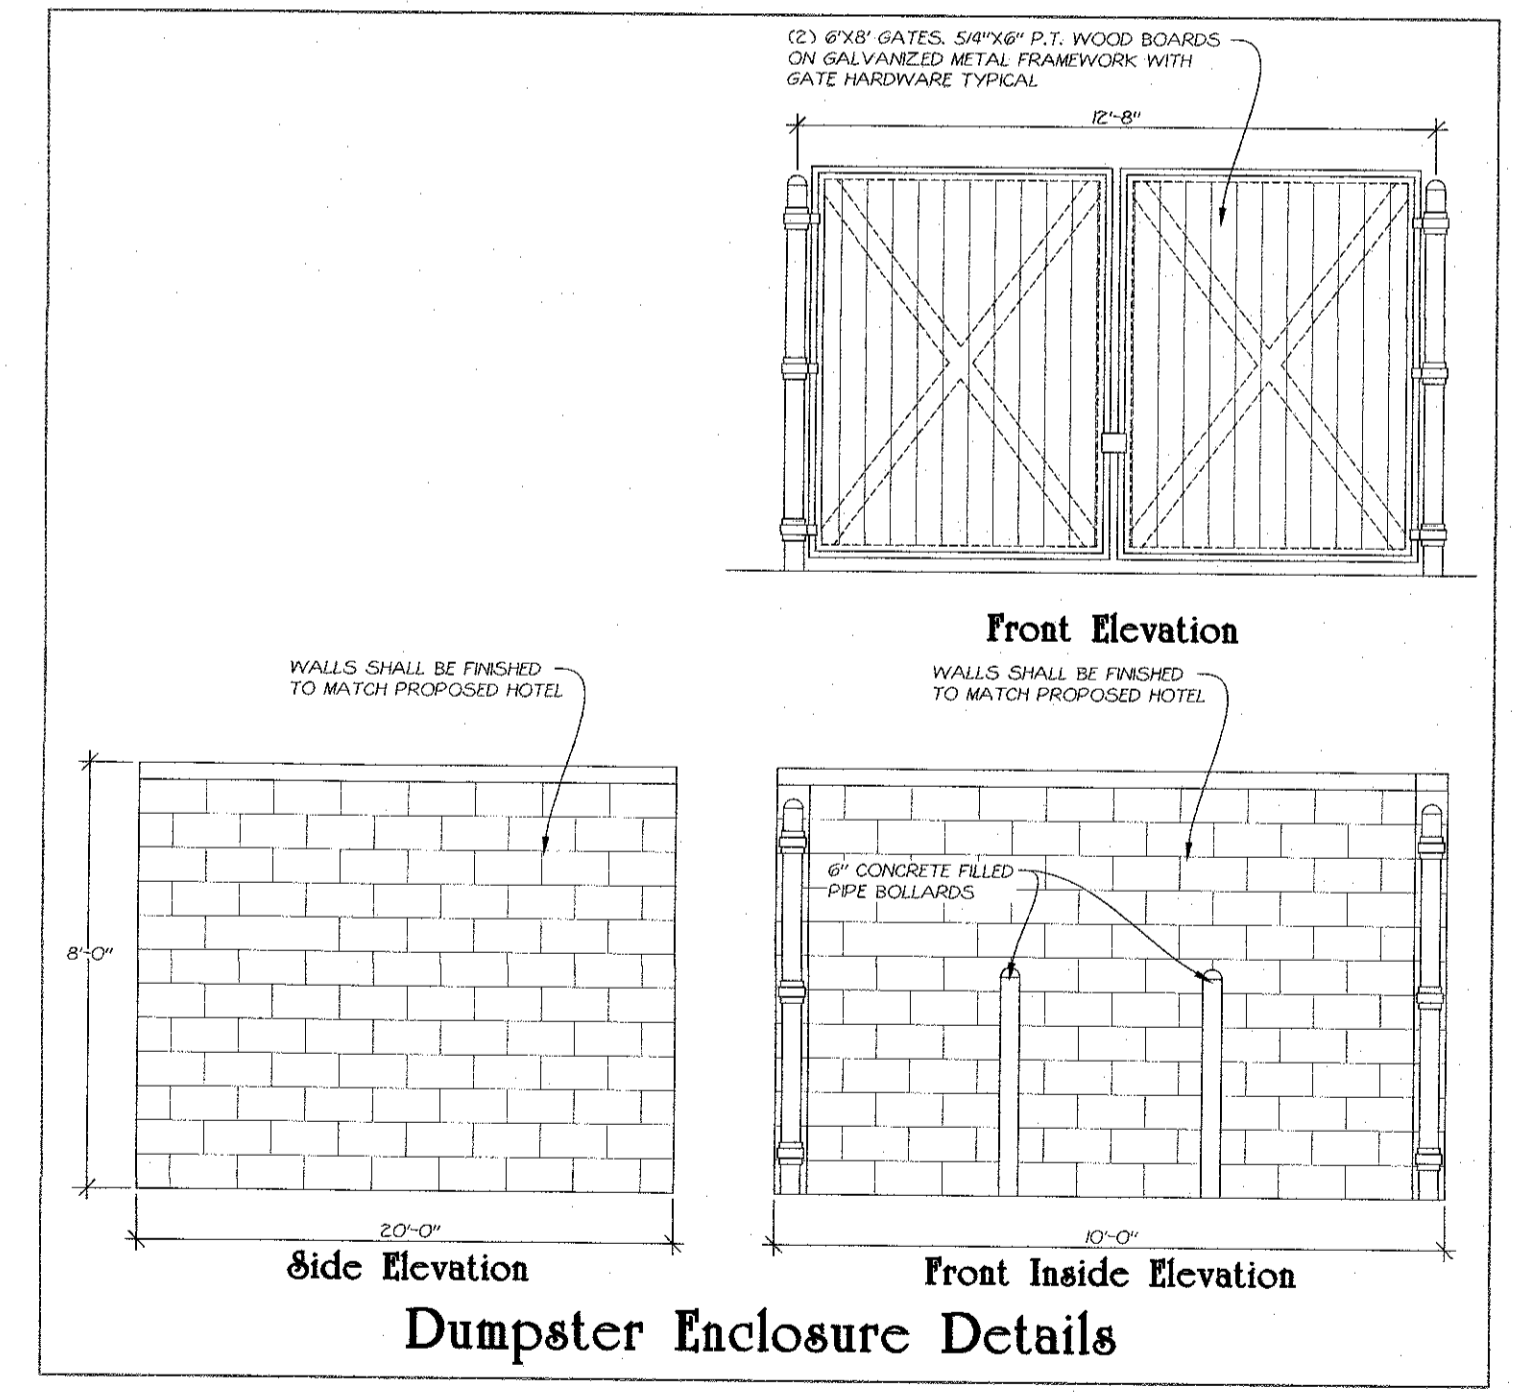 (2) 6'X8' GATES. 5/4"X6" P.T. WOOD BOARDS
ON GALVANIZED METAL FRAMEWORK WITH
GATE HARDWARE TYPICAL
12'-8"
Front Elevation
WALLS SHALL BE FINISHED
TO MATCH PROPOSED HOTEL
8'-0"
20'-0"
Side Elevation
WALLS SHALL BE FINISHED
TO MATCH PROPOSED HOTEL
6" CONCRETE FILLED
PIPE BOLLARDS
10'-0"
Front Inside Elevation
Dumpster Enclosure Details